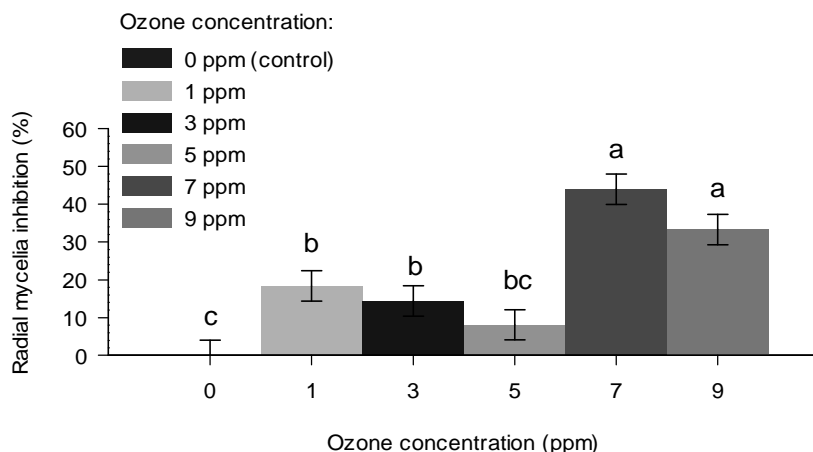 Ozone concentration:
0 ppm (control)
1 ppm
3 ppm
5 ppm
7 ppm
9 ppm
Radial mycelia inhibition (%)
60
50
40
30
20
10
0
c
b
b
bc
a
a
0 1 3 5 7 9
Ozone concentration (ppm)